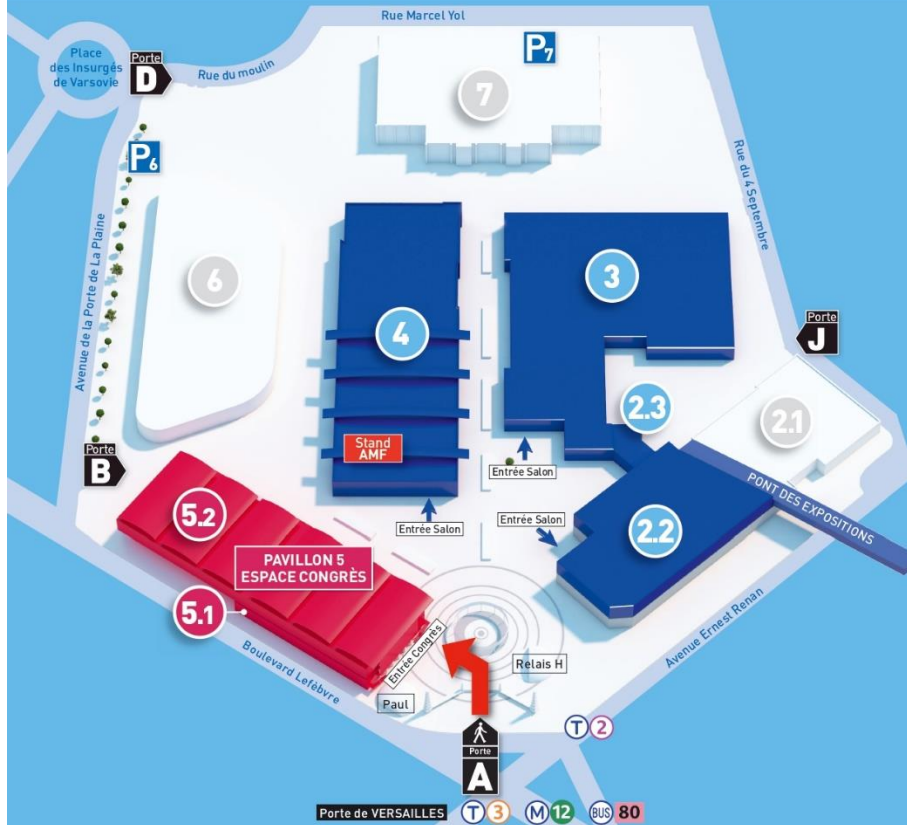 Rue Marcel Yol
Place
des Insurgés
de Varsovie
Porte
D
Rue du moulin
P7
7
P6
Rue du 4 Septembre
Avenue de la Porte de La Plaine
6
4
3
Porte
J
2.3
2.1
Stand
AMF
Entrée Salon
Porte
B
Entrée Salon
Entrée Salon
PONT DES EXPOSITIONS
5.2
2.2
PAVILLON 5
ESPACE CONGRÈS
5.1
Entrée Congrès
Boulevard Lefèbvre
Relais H
Avenue Ernest Renan
Paul
T 2
Porte
A
Porte de VERSAILLES T 3 M 12 BUS 80